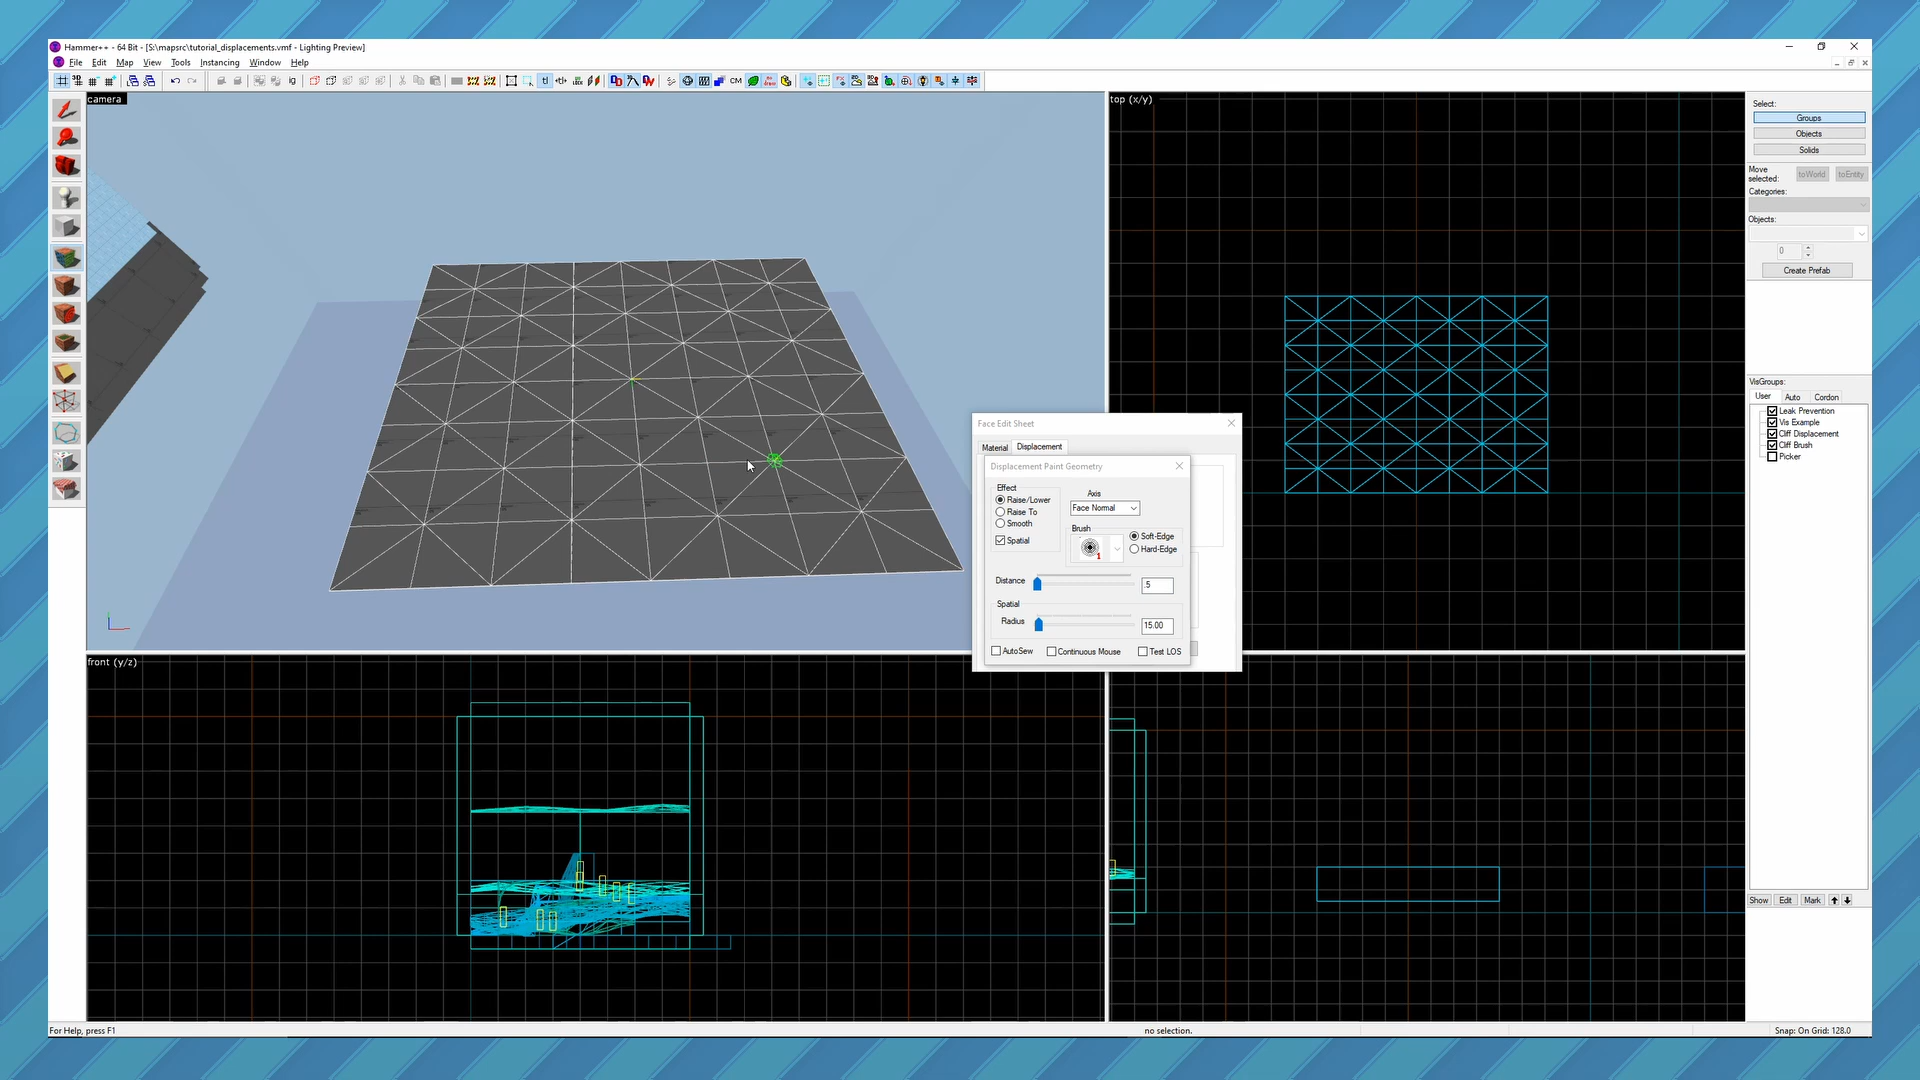 Hammer++ - 64 Bit - [S:\mapsrc\tutorial_displacements.vmf - Lighting Preview]
File Edit Map View Tools Instancing Window Help
camera
top (x/y)
Select:
Groups
Objects
Solids
Move selected:
toWorld
toEntity
Categories:
Objects:
0
Create Prefab
VisGroups:
User Auto Cordon
Leak Prevention
Vis Example
Cliff Displacement
Cliff Brush
Picker
Face Edit Sheet
Material Displacement
Displacement Paint Geometry
Effect
Raise/Lower
Raise To
Smooth
Spatial
Axis
Face Normal
Brush
1
Soft-Edge
Hard-Edge
Distance .5
Spatial
Radius 15.00
AutoSew Continuous Mouse Test LOS
front (y/z)
Show Edit Mark
For Help, press F1
no selection.
Snap: On Grid: 128.0